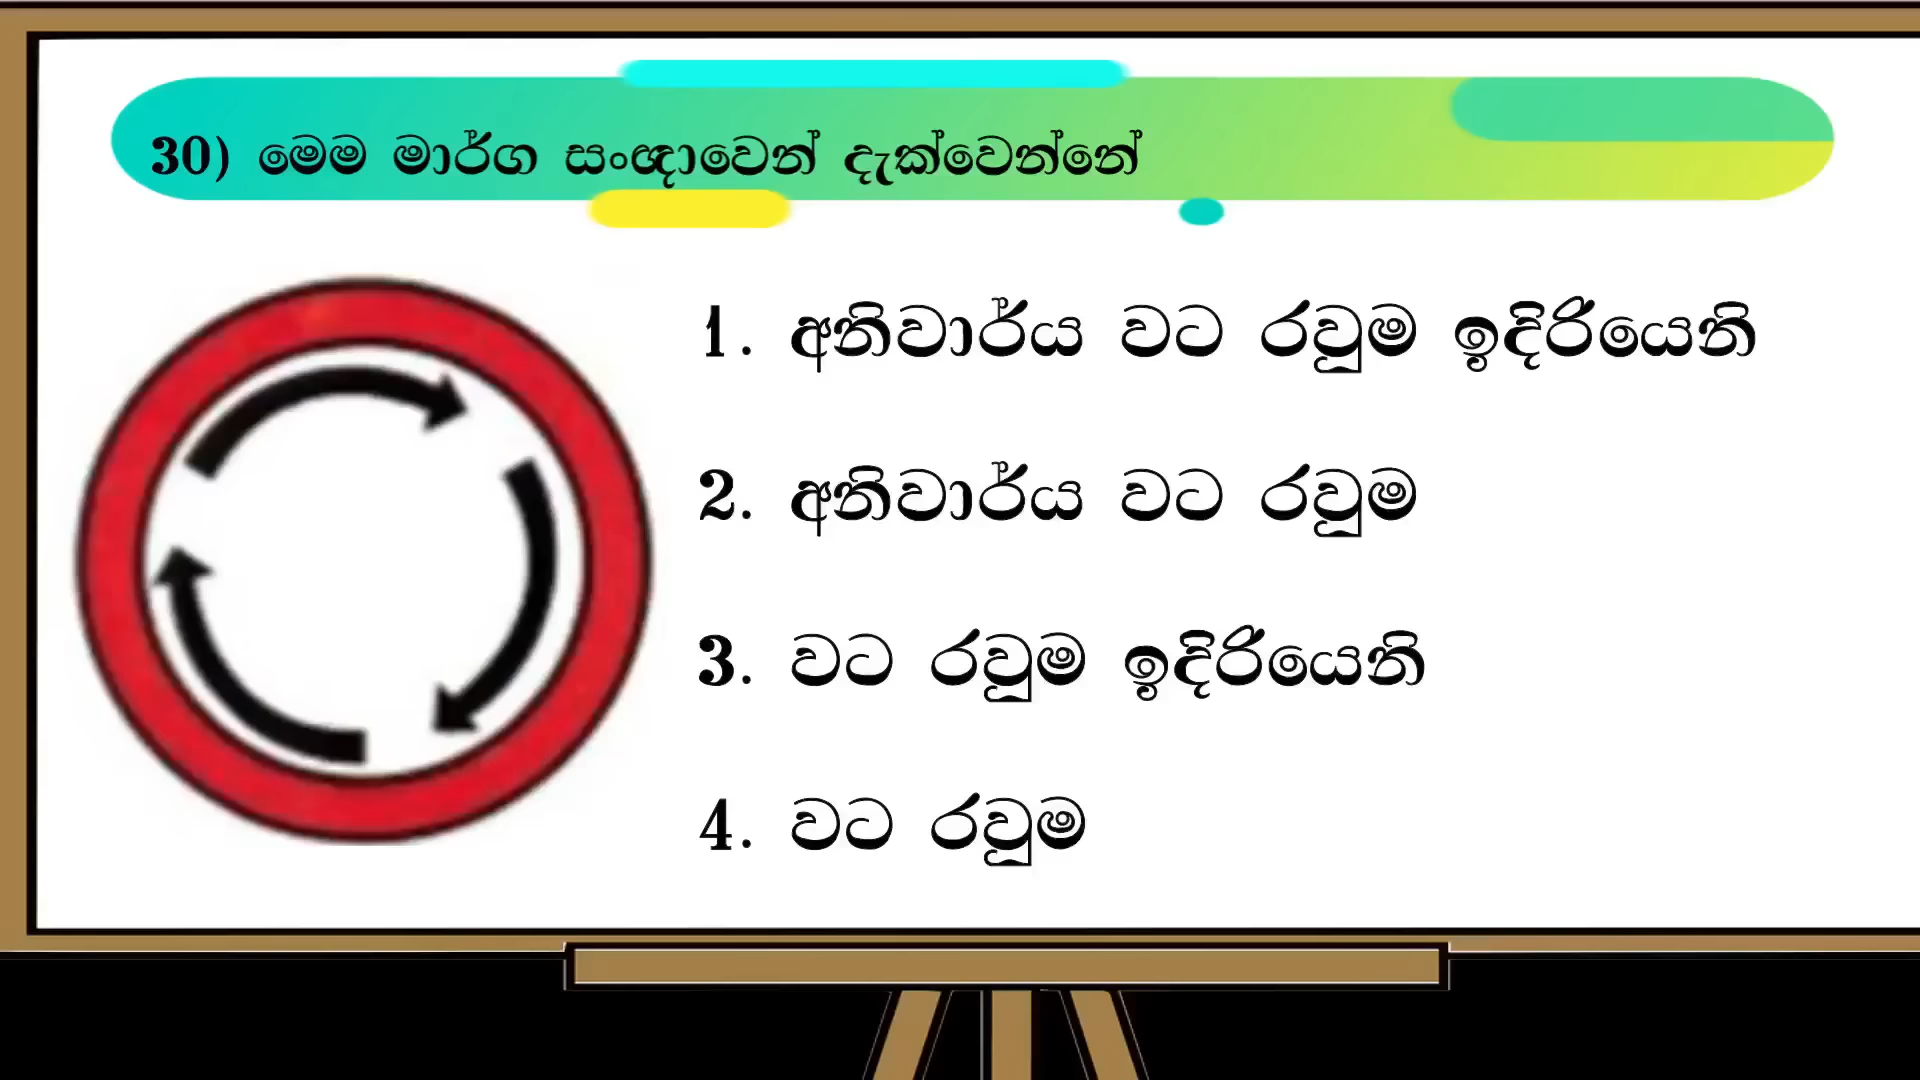 30) මෙම මාර්ග සංඥාවෙන් දැක්වෙන්නේ
1. අනිවාර්ය වට රවුම ඉදිරියෙනි
2. අනිවාර්ය වට රවුම
3. වට රවුම ඉදිරියෙනි
4. වට රවුම